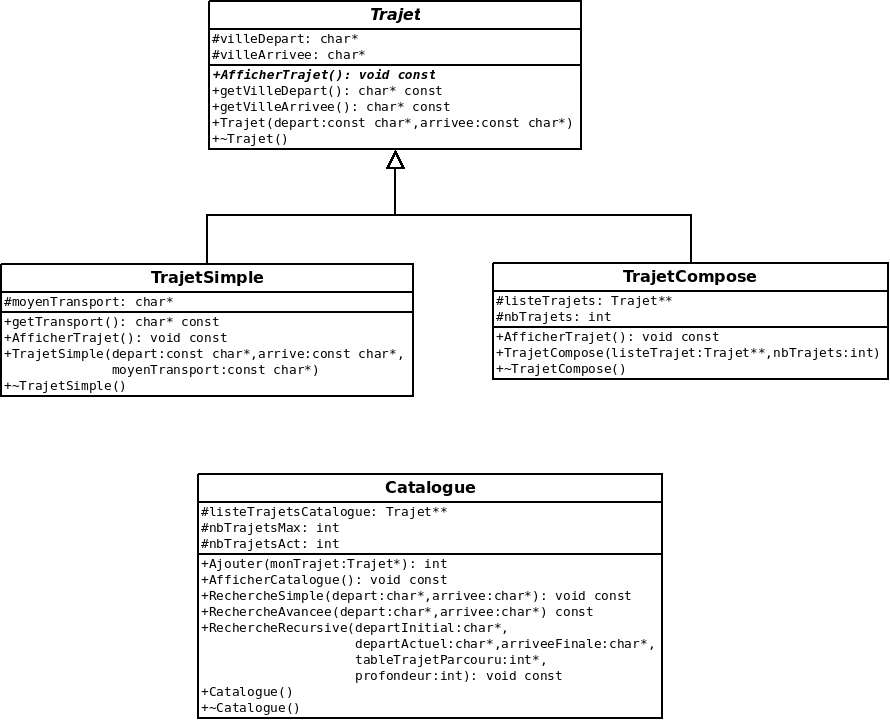 Trajet
#villeDepart: char*
#villeArrivee: char*
+AfficherTrajet(): void const
+getVilleDepart(): char* const
+getVilleArrivee(): char* const
+Trajet(depart:const char*,arrivee:const char*)
+~Trajet()
TrajetSimple
#moyenTransport: char*
+getTransport(): char* const
+AfficherTrajet(): void const
+TrajetSimple(depart:const char*,arrive:const char*,
moyenTransport:const char*)
+~TrajetSimple()
TrajetCompose
#listeTrajets: Trajet**
#nbTrajets: int
+AfficherTrajet(): void const
+TrajetCompose(listeTrajet:Trajet**,nbTrajets:int)
+~TrajetCompose()
Catalogue
#listeTrajetsCatalogue: Trajet**
#nbTrajetsMax: int
#nbTrajetsAct: int
+Ajouter(monTrajet:Trajet*): int
+AfficherCatalogue(): void const
+RechercheSimple(depart:char*,arrivee:char*): void const
+RechercheAvancee(depart:char*,arrivee:char*) const
+RechercheRecursive(departInitial:char*,
departActuel:char*,arriveeFinale:char*,
tableTrajetParcouru:int*,
profondeur:int): void const
+Catalogue()
+~Catalogue()